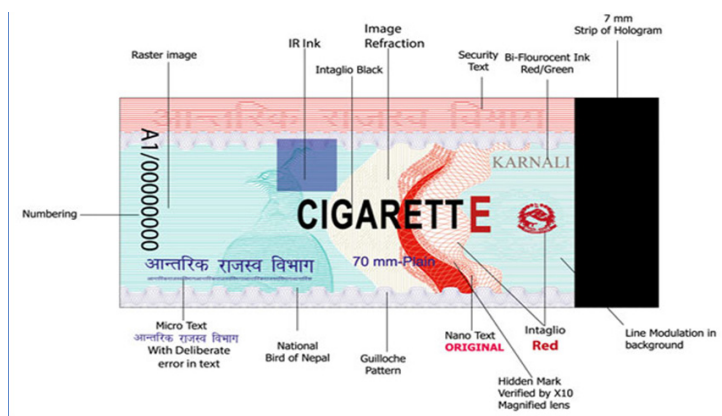 7 mm
Strip of Hologram
Image
Refraction
IR Ink
Raster image
Intaglio Black
Security
Text
Bi-Flourocent Ink
Red/Green
आन्तरिक राजस्व विभाग
A1/00000000
KARNALI
CIGARETTE
Numbering
आन्तरिक राजस्व विभाग
70 mm-Plain
Micro Text
आन्तरिक राजस्व विभाग
With Deliberate
error in text
National
Bird of Nepal
Guilloche
Pattern
Nano Text
ORIGINAL
Intaglio
Red
Line Modulation in
background
Hidden Mark
Verified by X10
Magnified lens